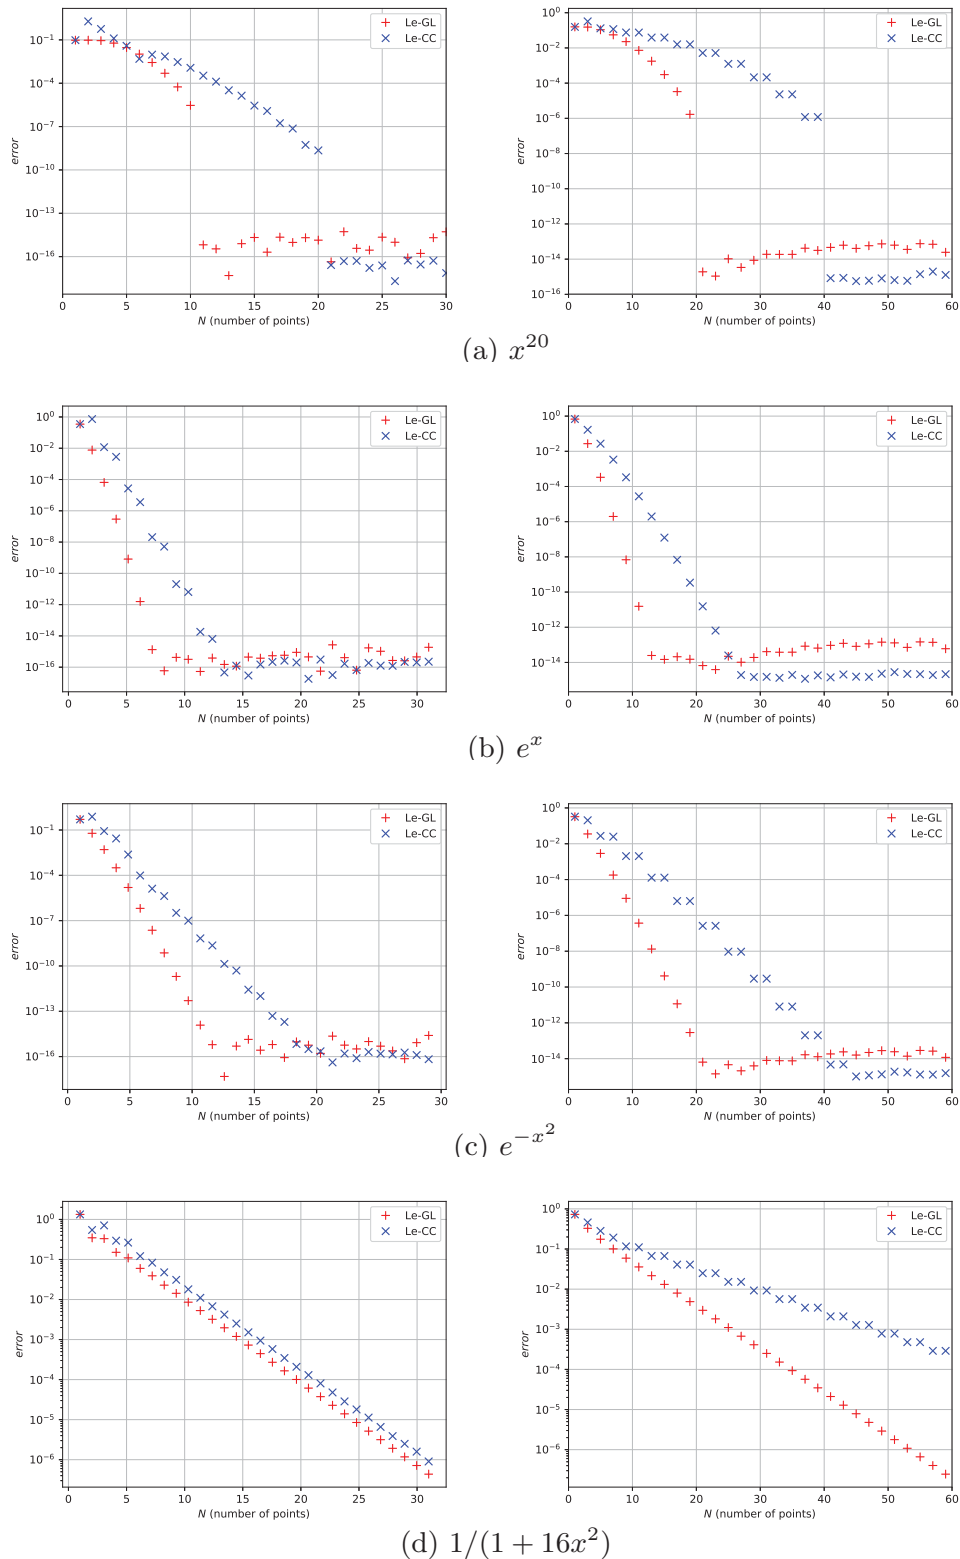 error
10⁻¹
10⁻⁴
10⁻⁷
10⁻¹⁰
10⁻¹³
10⁻¹⁶
Le-GL
Le-CC
0 5 10 15 20 25 30
N (number of points)
error
10⁰
10⁻²
10⁻⁴
10⁻⁶
10⁻⁸
10⁻¹⁰
10⁻¹²
10⁻¹⁴
10⁻¹⁶
Le-GL
Le-CC
0 10 20 30 40 50 60
N (number of points)
(a) x²⁰
error
10⁰
10⁻²
10⁻⁴
10⁻⁶
10⁻⁸
10⁻¹⁰
10⁻¹²
10⁻¹⁴
10⁻¹⁶
Le-GL
Le-CC
0 5 10 15 20 25 30
N (number of points)
error
10⁰
10⁻²
10⁻⁴
10⁻⁶
10⁻⁸
10⁻¹⁰
10⁻¹²
10⁻¹⁴
Le-GL
Le-CC
0 10 20 30 40 50 60
N (number of points)
(b) eˣ
error
10⁻¹
10⁻⁴
10⁻⁷
10⁻¹⁰
10⁻¹³
10⁻¹⁶
Le-GL
Le-CC
0 5 10 15 20 25 30
N (number of points)
error
10⁰
10⁻²
10⁻⁴
10⁻⁶
10⁻⁸
10⁻¹⁰
10⁻¹²
10⁻¹⁴
Le-GL
Le-CC
0 10 20 30 40 50 60
N (number of points)
(c) e^{-x²}
error
10⁰
10⁻¹
10⁻²
10⁻³
10⁻⁴
10⁻⁵
10⁻⁶
Le-GL
Le-CC
0 5 10 15 20 25 30
N (number of points)
error
10⁰
10⁻¹
10⁻²
10⁻³
10⁻⁴
10⁻⁵
10⁻⁶
Le-GL
Le-CC
0 10 20 30 40 50 60
N (number of points)
(d) 1/(1 + 16x²)